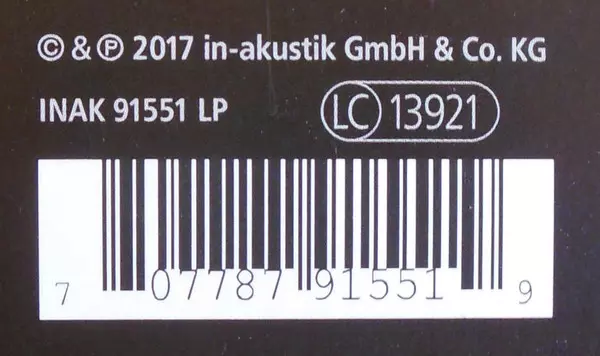 © & ℗ 2017 in-akustik GmbH & Co. KG
INAK 91551 LP LC 13921
7 07787 91551 9